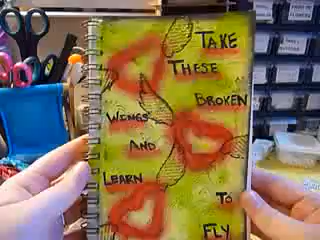 TAKE
THESE
BROKEN
WINGS
AND
LEARN
TO
FLY